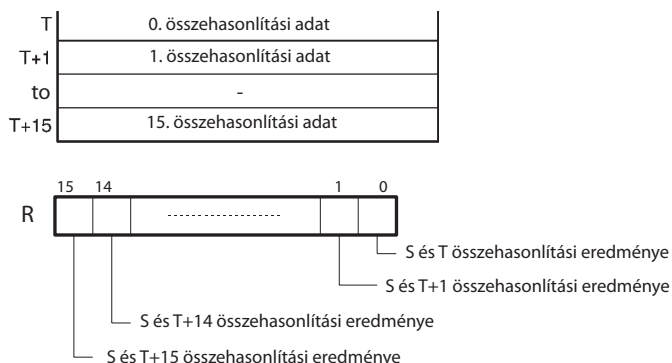 T 0. összehasonlítási adat
T+1 1. összehasonlítási adat
to -
T+15 15. összehasonlítási adat
15 14 1 0
R
S és T összehasonlítási eredménye
S és T+1 összehasonlítási eredménye
S és T+14 összehasonlítási eredménye
S és T+15 összehasonlítási eredménye